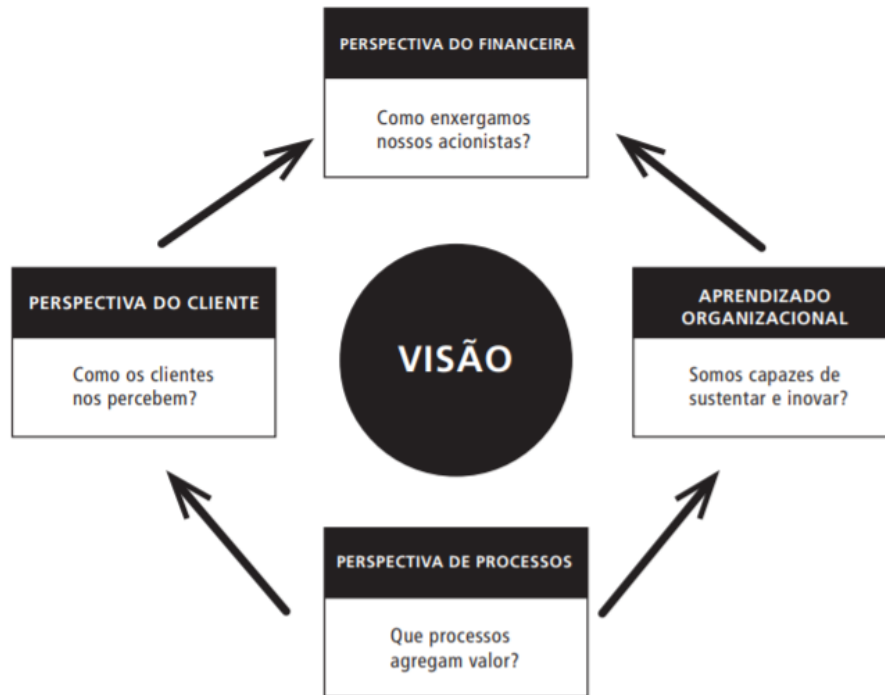 PERSPECTIVA DO FINANCEIRA
Como enxergamos
nossos acionistas?
PERSPECTIVA DO CLIENTE
Como os clientes
nos percebem?
VISÃO
APRENDIZADO
ORGANIZACIONAL
Somos capazes de
sustentar e inovar?
PERSPECTIVA DE PROCESSOS
Que processos
agregam valor?